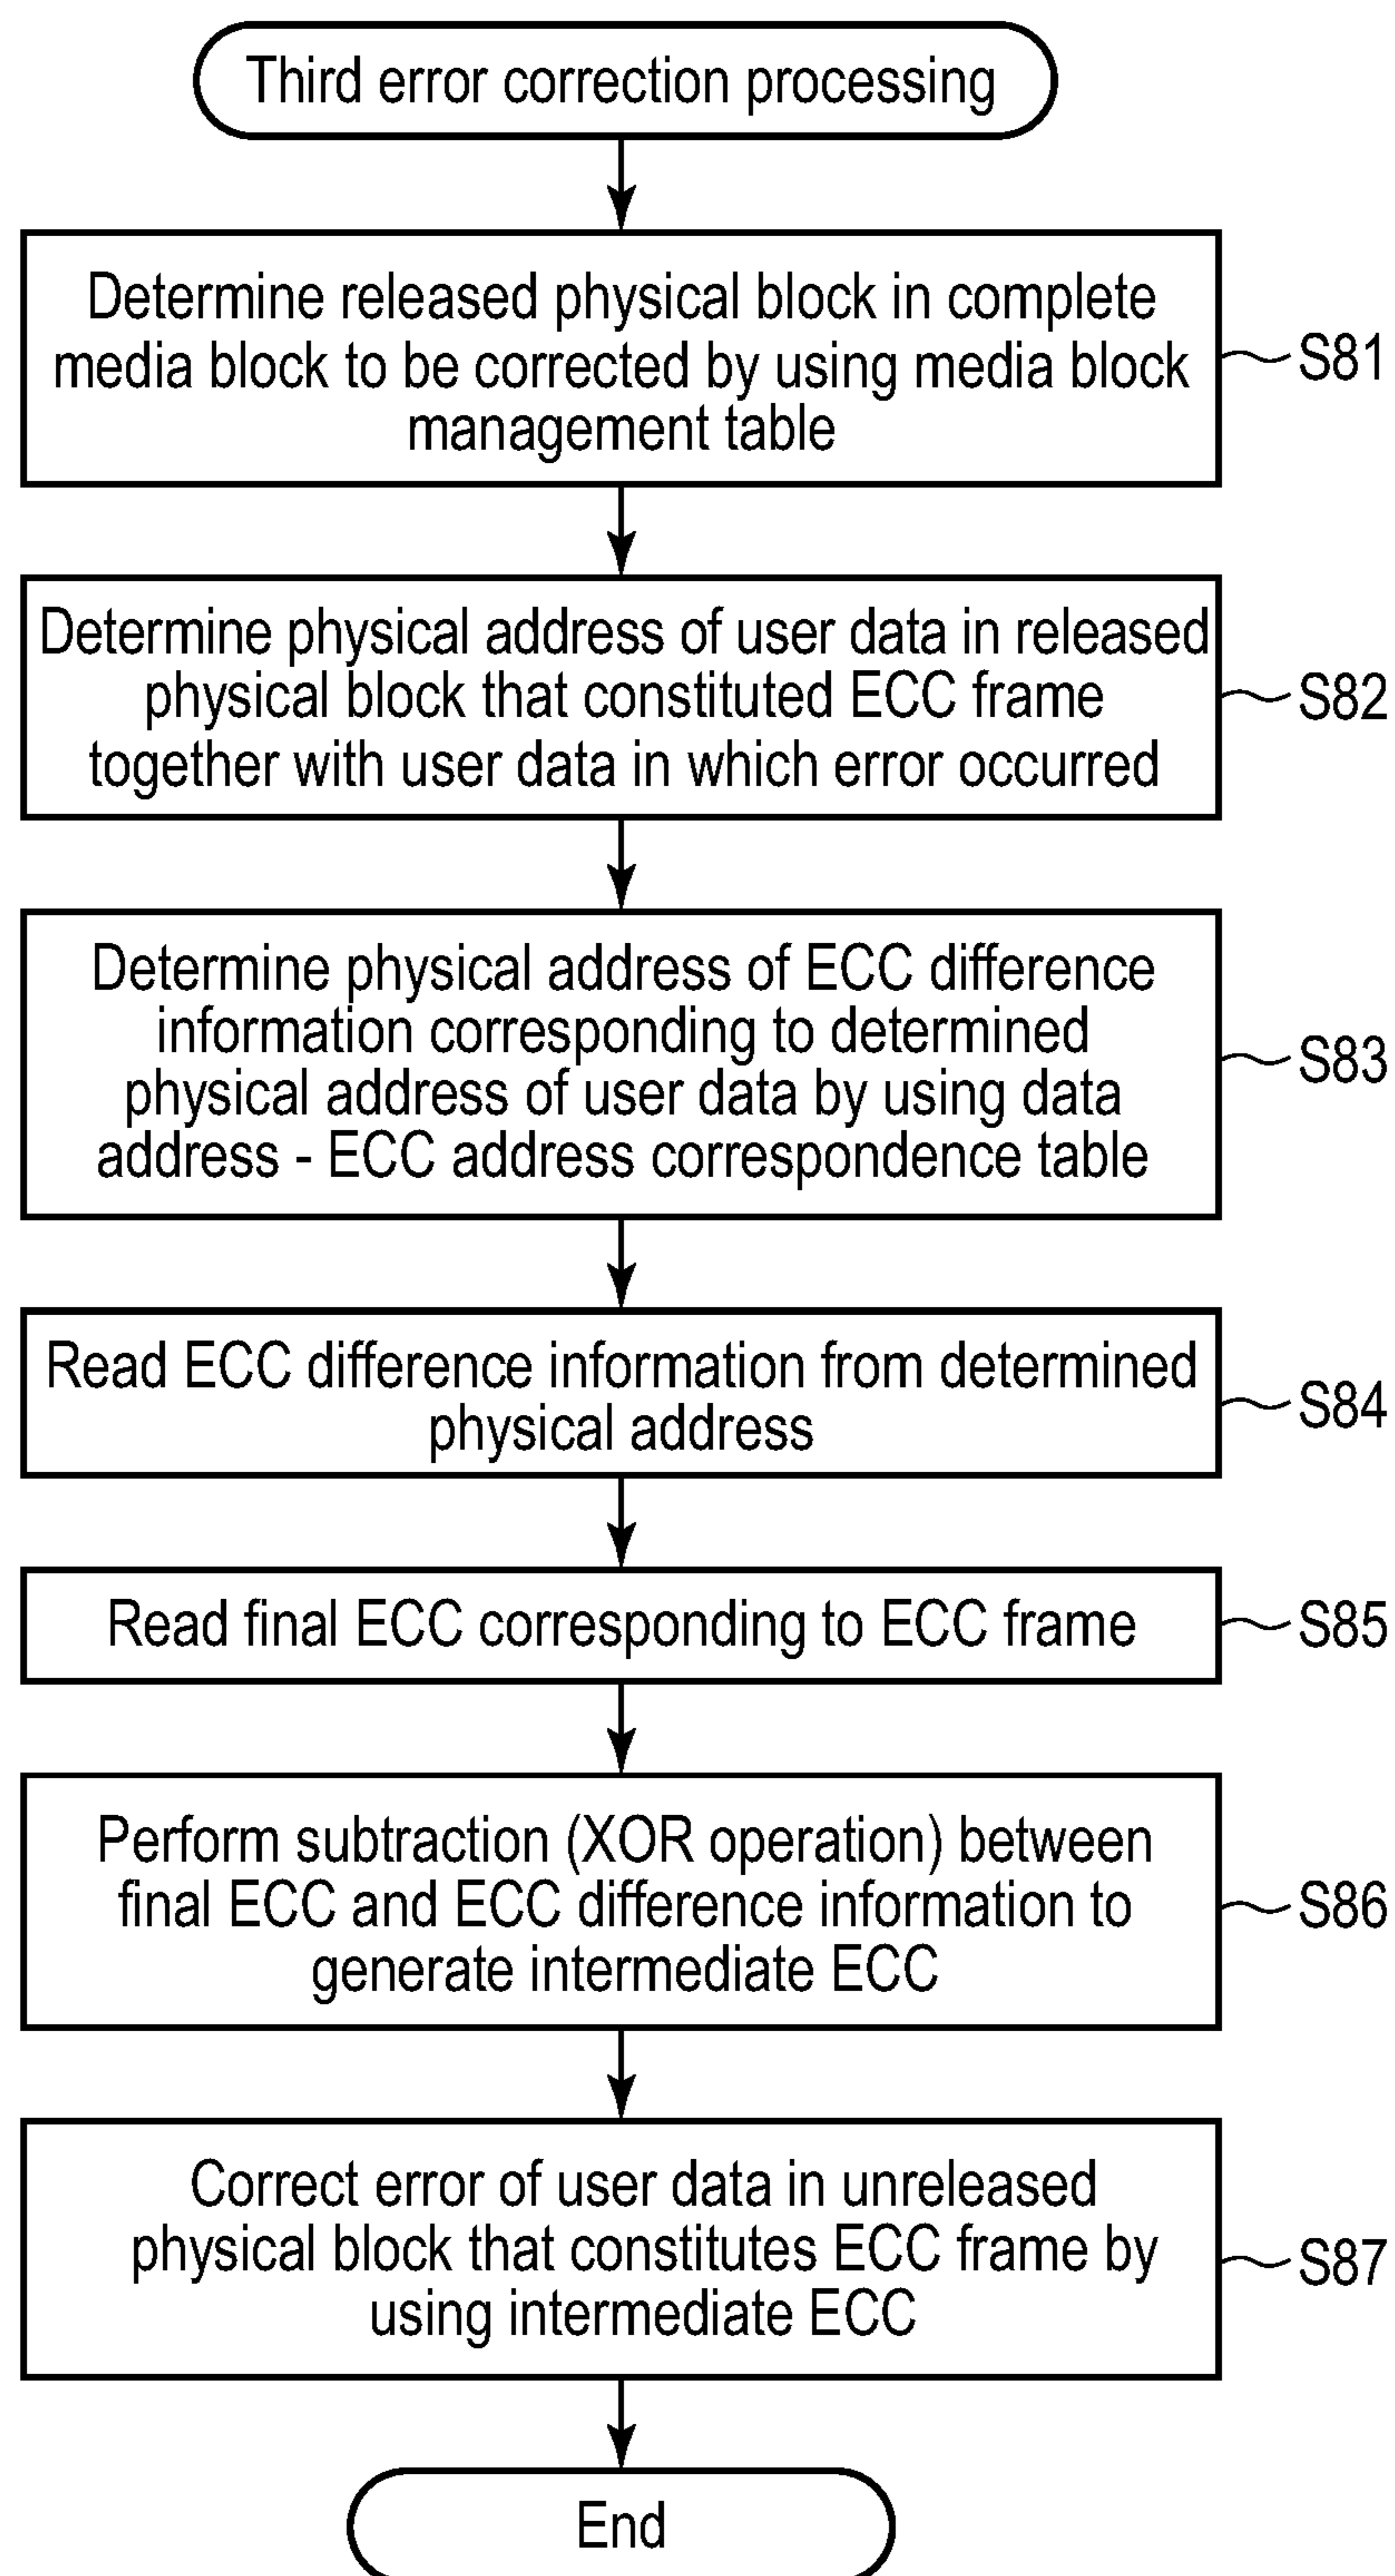 Third error correction processing
Determine released physical block in complete
media block to be corrected by using media block
management table
S81
Determine physical address of user data in released
physical block that constituted ECC frame
together with user data in which error occurred
S82
Determine physical address of ECC difference
information corresponding to determined
physical address of user data by using data
address - ECC address correspondence table
S83
Read ECC difference information from determined
physical address
S84
Read final ECC corresponding to ECC frame
S85
Perform subtraction (XOR operation) between
final ECC and ECC difference information to
generate intermediate ECC
S86
Correct error of user data in unreleased
physical block that constitutes ECC frame by
using intermediate ECC
S87
End